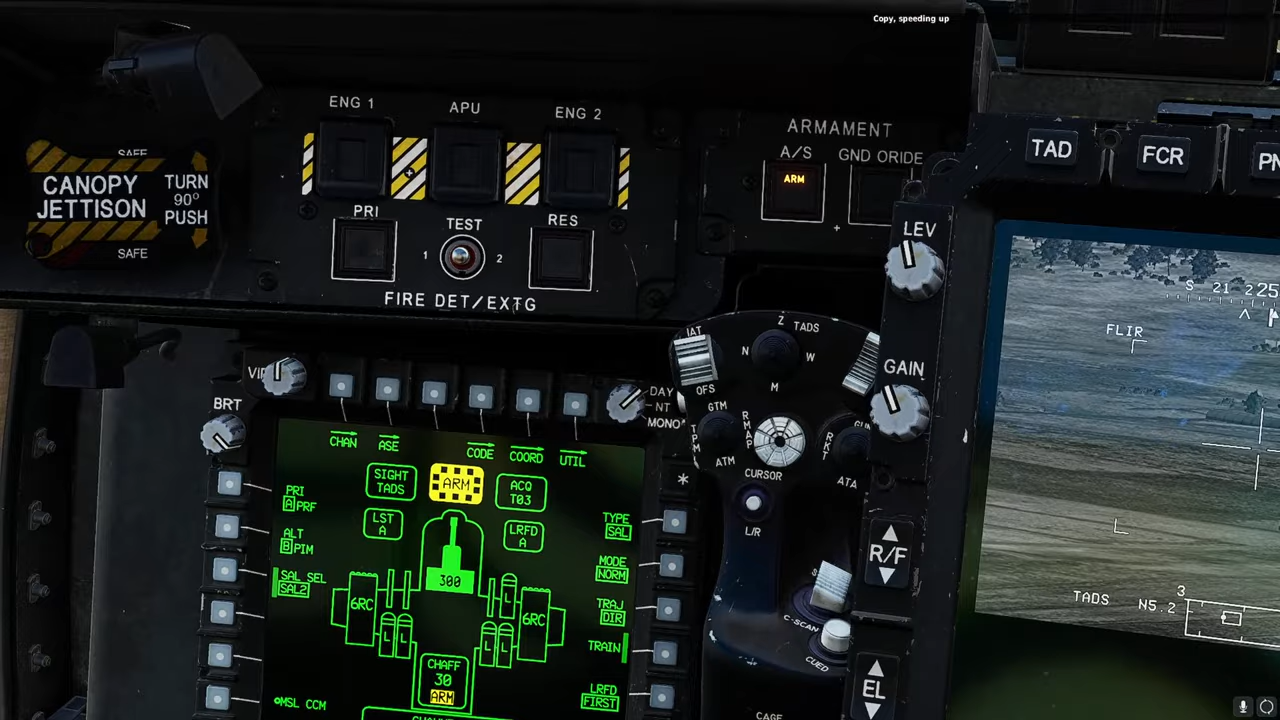 Copy, speeding up
ENG 1
APU
ENG 2
ARMAMENT
A/S
GND ORIDE
ARM
TAD
FCR
SAFE
CANOPY
JETTISON
TURN
90°
PUSH
SAFE
PRI
TEST
RES
1
2
FIRE DET/EXTG
LEV
GAIN
BRT
DAY
NT
MONO
IAT
OFS
Z
TADS
N
W
M
GTM
RMAP
ATM
RKT
ATA
CURSOR
L/R
C-SCAN
CUED
CAGE
R/F
EL
*
CHAN
ASE
CODE
COORD
UTIL
SIGHT
TADS
ARM
ACQ
T03
LST
A
LRFD
A
PRI
A PRF
ALT
B PIM
SAL SEL
SAL2
300
6RC
6RC
L
L
L
L
L
CHAFF
30
ARM
MSL CCM
TYPE
SAL
MODE
NORM
TRAJ
DIR
TRAIN
LRFD
FIRST
S 21
FLIR
TADS
N5.2
3